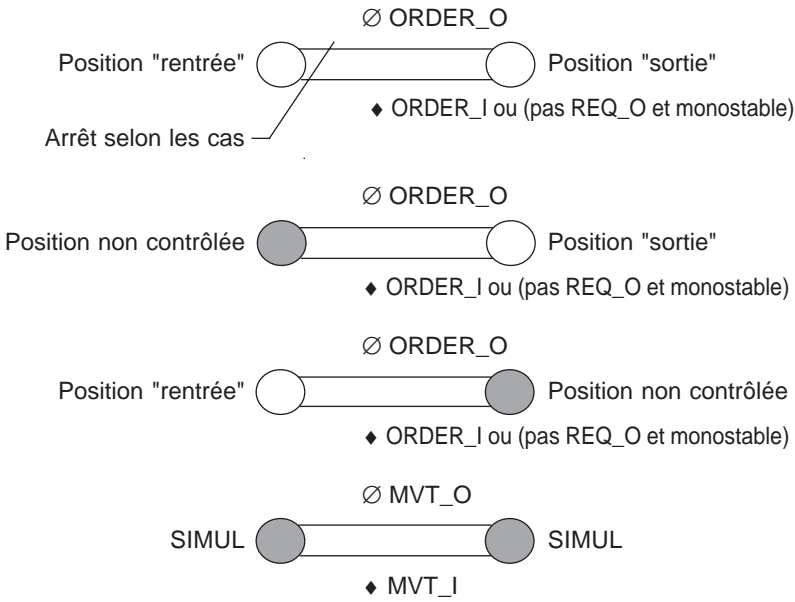 ∅ ORDER_O
Position "rentrée" Position "sortie"
♦ ORDER_I ou (pas REQ_O et monostable)
Arrêt selon les cas
∅ ORDER_O
Position non contrôlée Position "sortie"
♦ ORDER_I ou (pas REQ_O et monostable)
∅ ORDER_O
Position "rentrée" Position non contrôlée
♦ ORDER_I ou (pas REQ_O et monostable)
∅ MVT_O
SIMUL SIMUL
♦ MVT_I